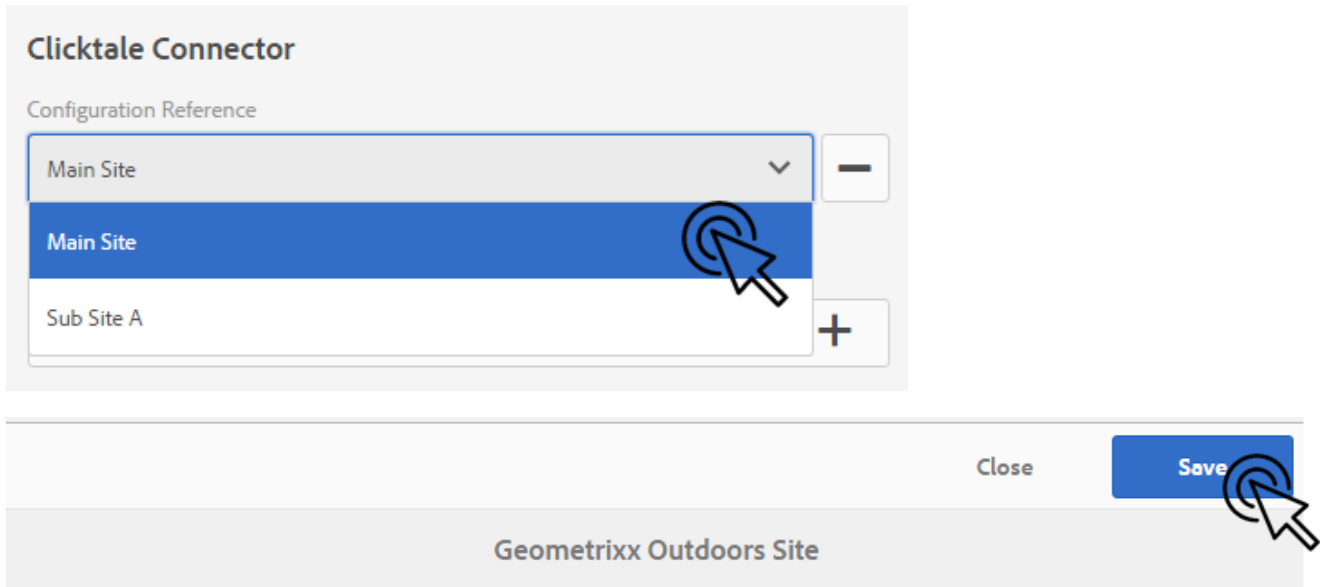 Clicktale Connector
Configuration Reference
Main Site
Main Site
Sub Site A
Close Save
Geometrixx Outdoors Site